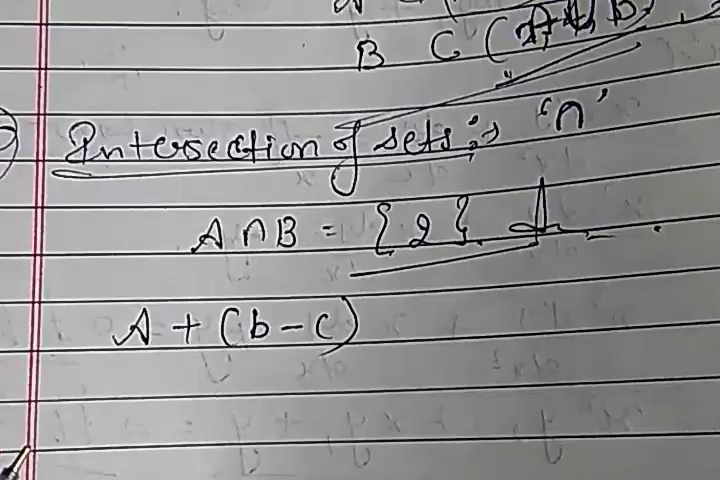 B C (
Intersection of sets :→ 'n'
A ∩ B = {2}
A + (b - c)